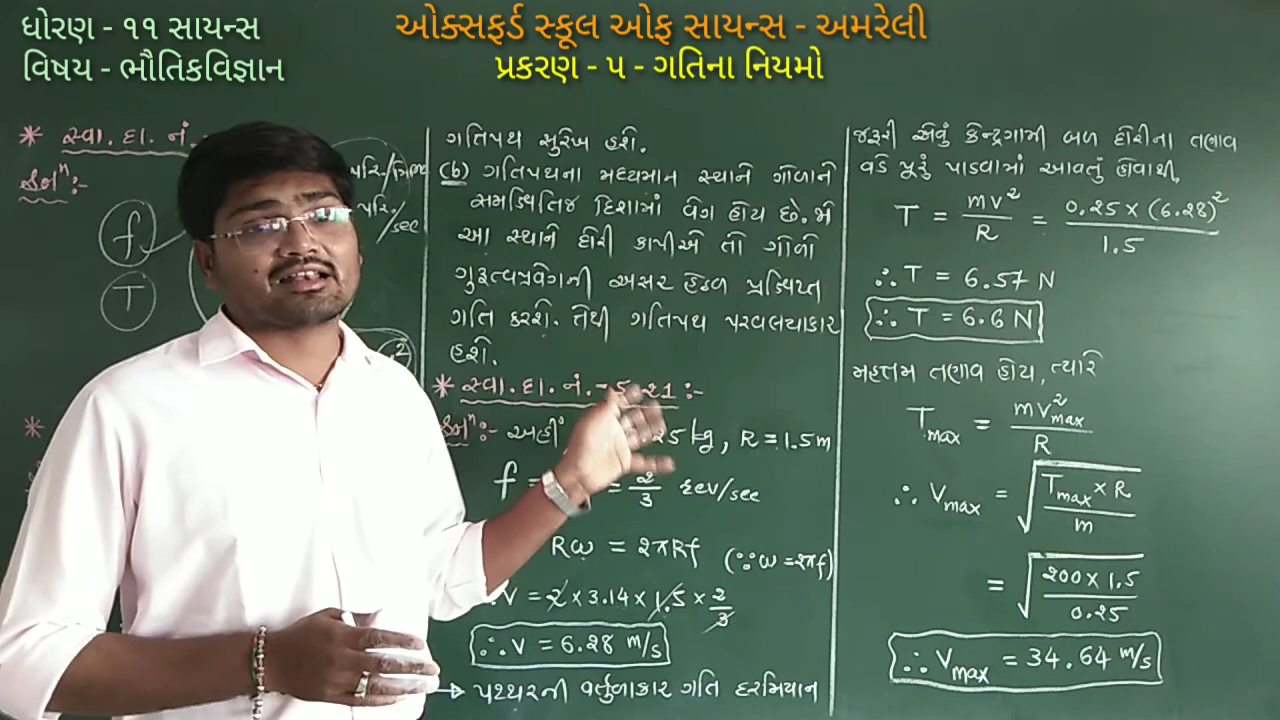 ધોરણ - ૧૧ સાયન્સ
વિષય - ભૌતિકવિજ્ઞાન
ઓક્સફર્ડ સ્કૂલ ઓફ સાયન્સ - અમરેલી
પ્રકરણ - ૫ - ગતિના નિયમો
* સ્વા. દા. નં.
f
T
પરિ./
/sec
ગતિપથ સુરેખ હશે.
(b) ગતિપથના મધ્યમાન સ્થાને ગોળાને
સમક્ષિતિજ દિશામાં વેગ હોય છે. જો
આ સ્થાને દોરી કાપીએ તો ગોળો
ગુરુત્વપ્રવેગની અસર હેઠળ પ્રક્ષિપ્ત
ગતિ કરશે. તેથી ગતિપથ પરવલયાકાર
હશે.
* સ્વા. દા. નં. - 5.21 :-
:- અહીં 25 kg, R = 1.5 m
f = = 2/3 rev/sec
Rω = 2πRf (∵ ω = 2πf)
V = 2 × 3.14 × 1.5 × 2/3
∴ V = 6.28 m/s
→ પથ્થરની વર્તુળાકાર ગતિ દરમિયાન
જરૂરી એવું કેન્દ્રગામી બળ દોરીના તણાવ
વડે પૂરું પાડવામાં આવતું હોવાથી,
T = mv²/R = 0.25 × (6.28)²/1.5
∴ T = 6.57 N
∴ T = 6.6 N
મહત્તમ તણાવ હોય, ત્યારે
Tmax = mv²max/R
∴ Vmax = √(Tmax × R/m)
= √(200 × 1.5/0.25)
∴ Vmax = 34.64 m/s